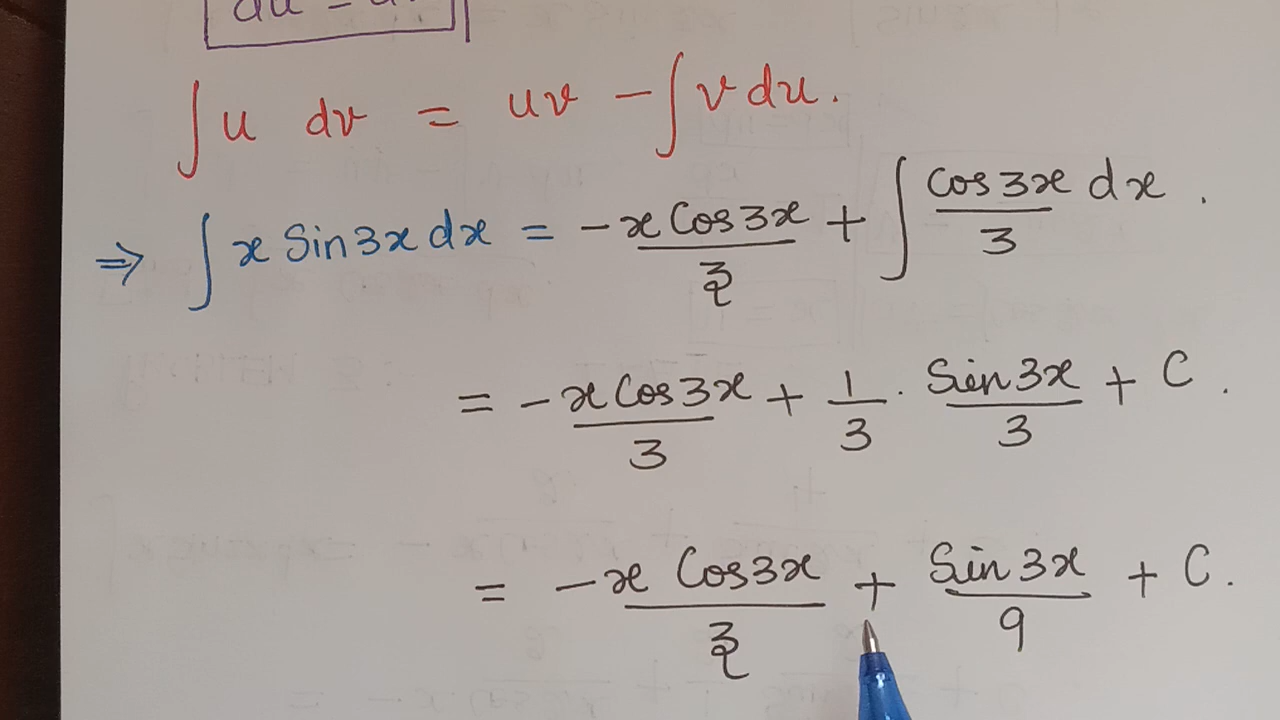 du = d
∫ u dv = uv - ∫ v du.
⇒ ∫ x Sin3x dx = -x Cos3x/3 + ∫ Cos3x/3 dx.
= -x Cos3x/3 + 1/3 . Sin3x/3 + C.
= -x Cos3x/3 + Sin3x/9 + C.